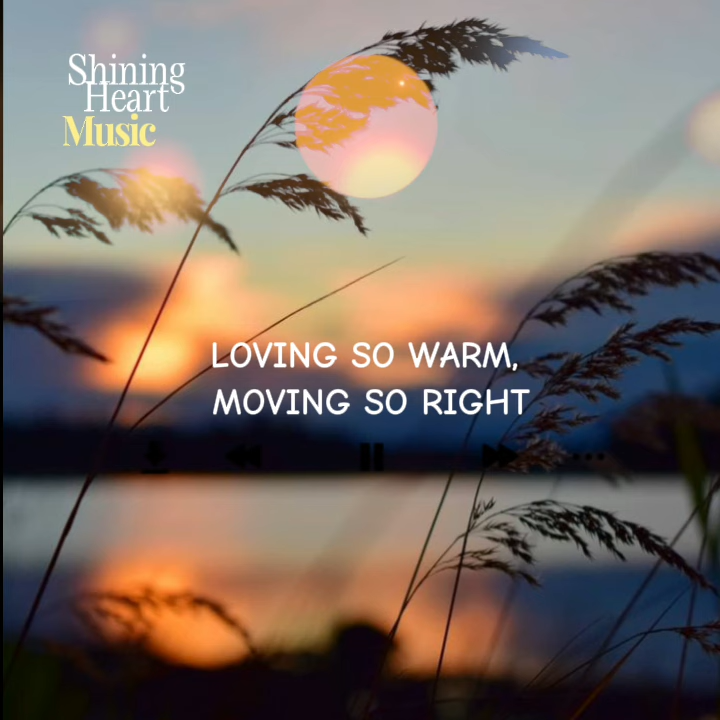 Shining
Heart
Music
LOVING SO WARM,
MOVING SO RIGHT